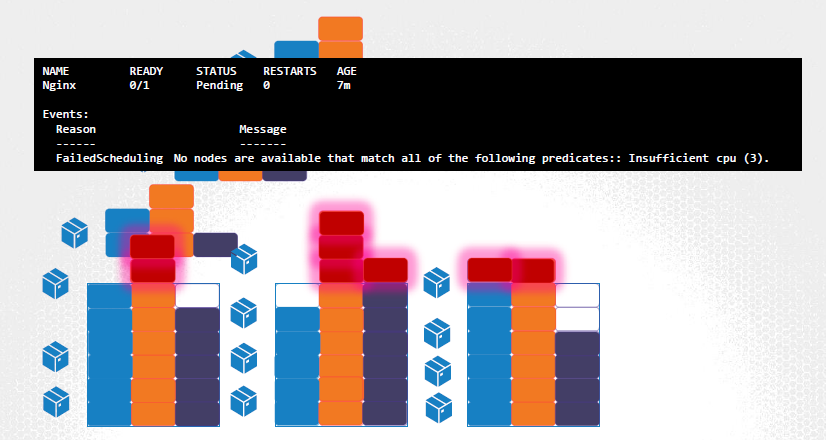 NAME READY STATUS RESTARTS AGE
Nginx 0/1 Pending 0 7m
Events:
Reason Message
------ -------
FailedScheduling No nodes are available that match all of the following predicates:: Insufficient cpu (3).